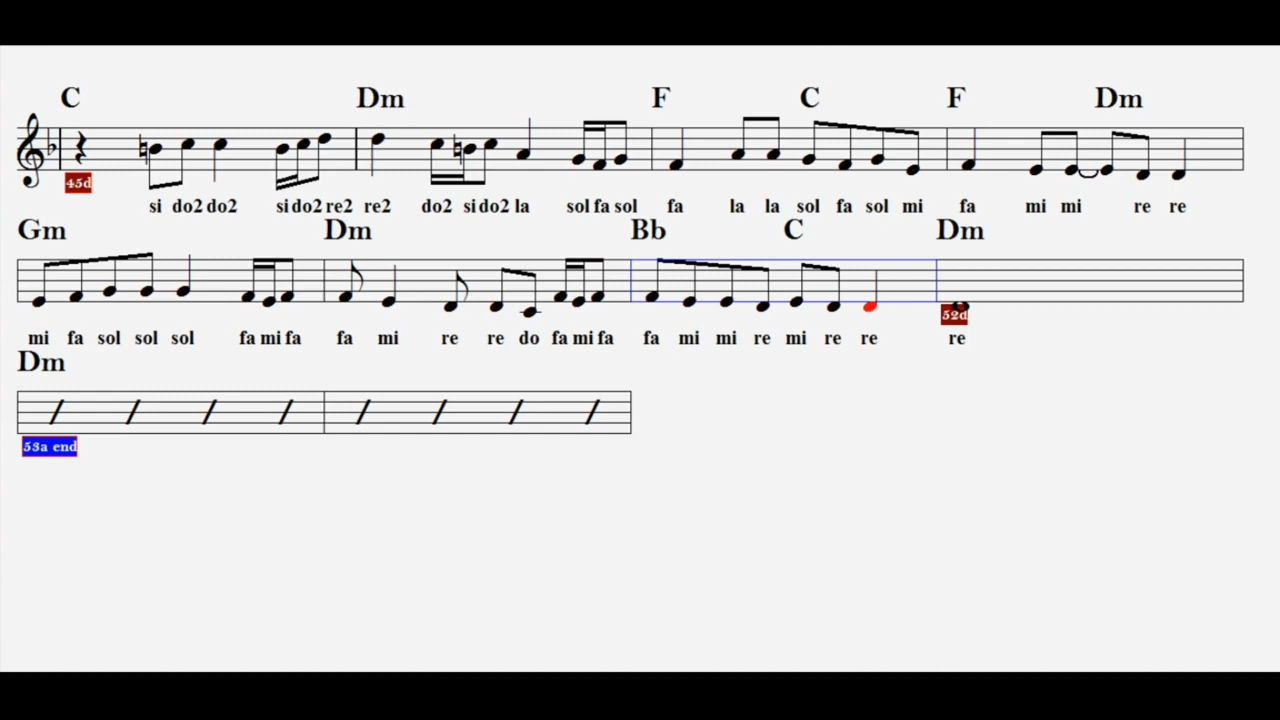 C Dm F C F Dm
45d
si do2 do2 si do2 re2 re2 do2 si do2 la sol fa sol fa la la sol fa sol mi fa mi mi re re
Gm Dm Bb C Dm
52d
mi fa sol sol sol fa mi fa fa mi re re do fa mi fa fa mi mi re mi re re re
Dm
53a end